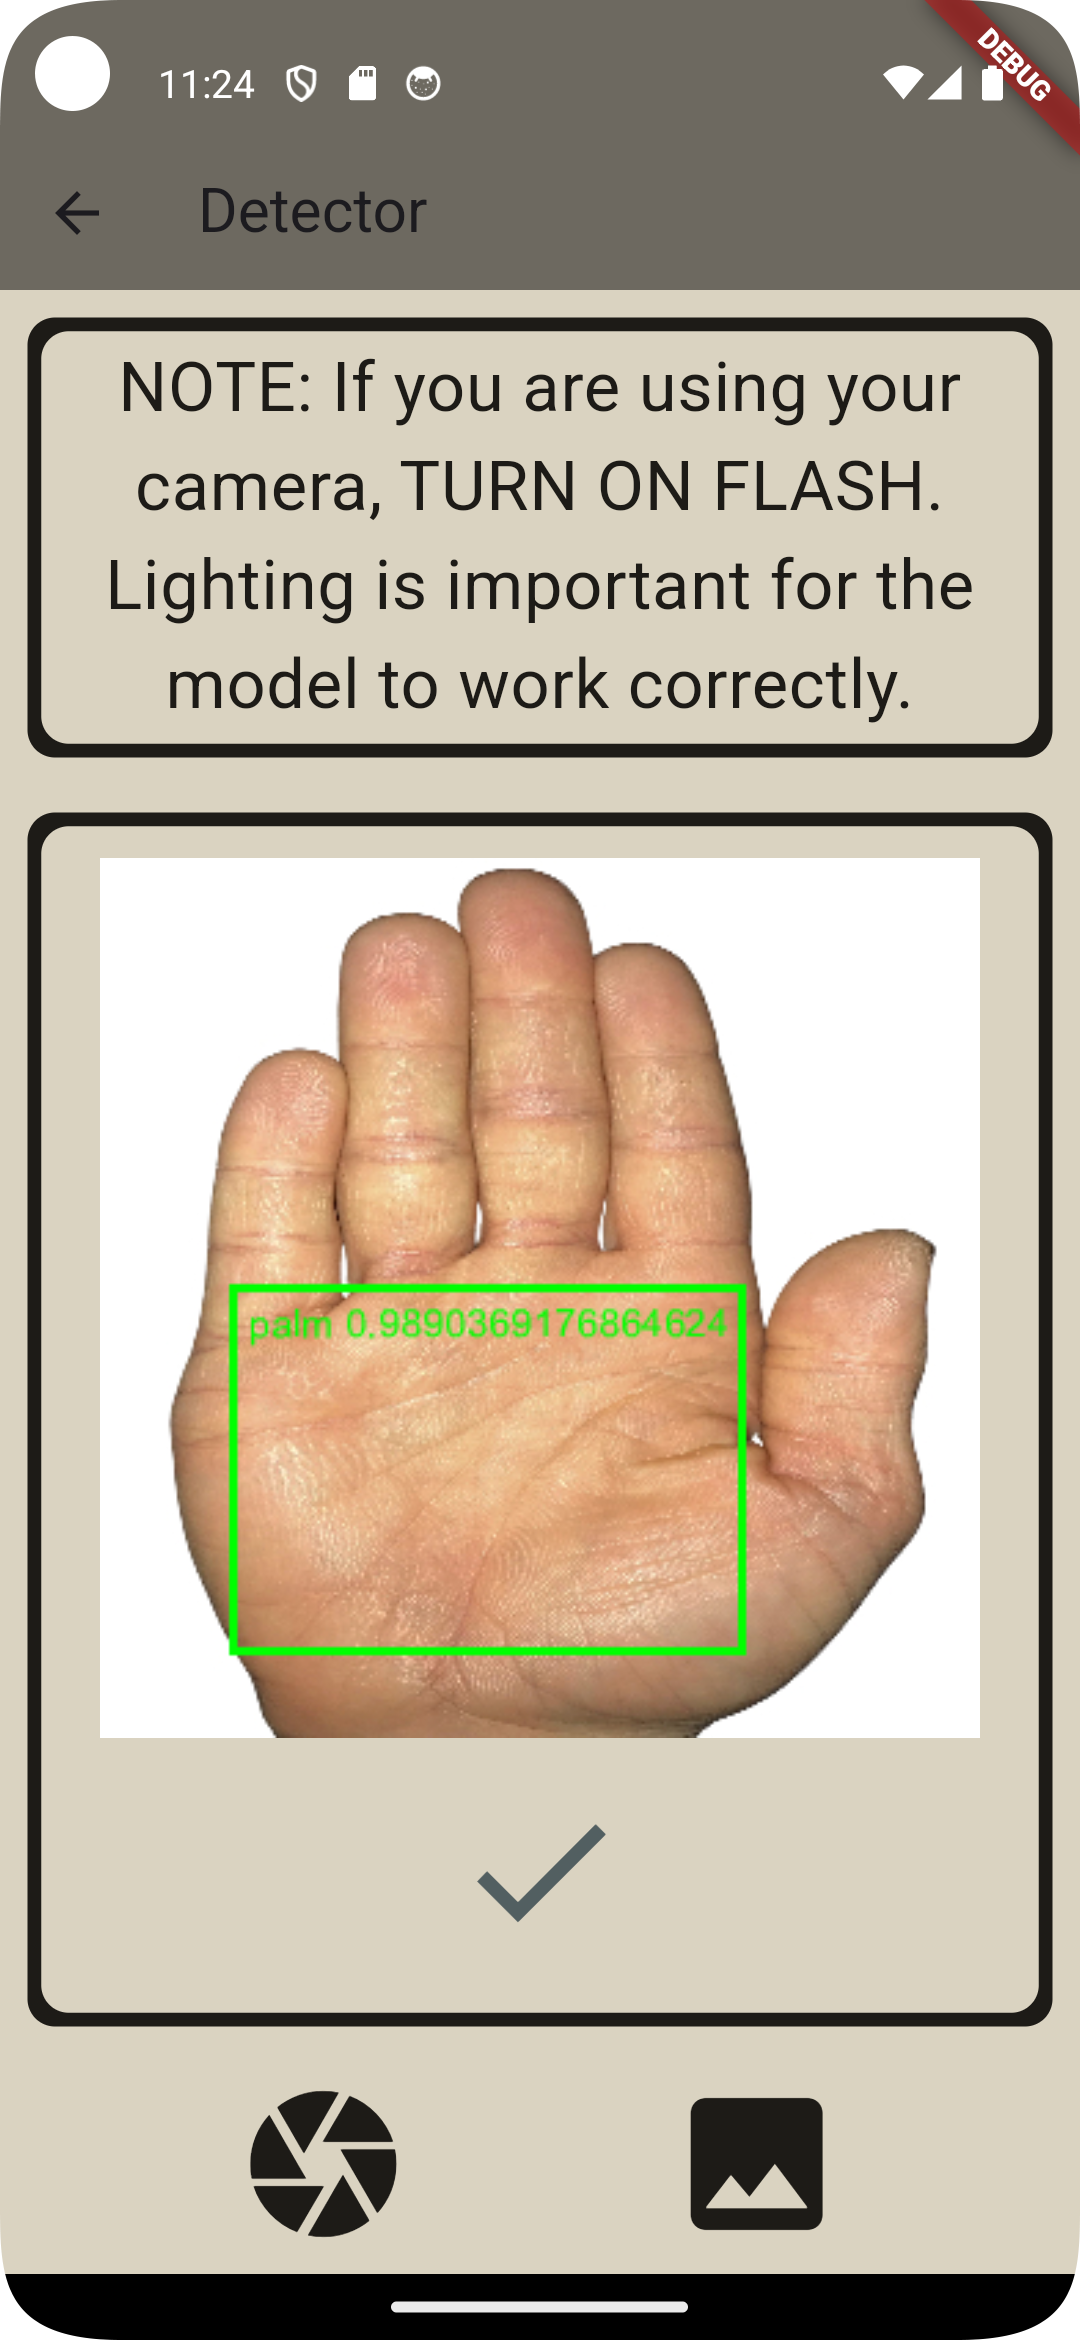 11:24
DEBUG
Detector
NOTE: If you are using your
camera, TURN ON FLASH.
Lighting is important for the
model to work correctly.
palm 0.9890369176864624